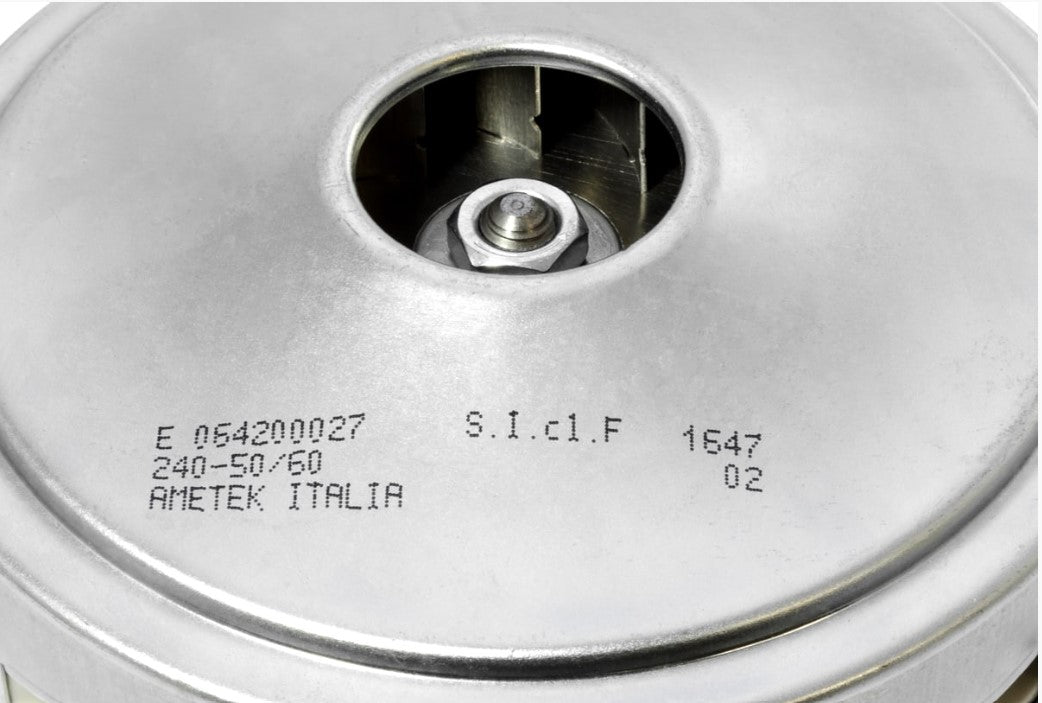 E 064200027 S.I.cl.F 1647
240-50/60 02
AMETEK ITALIA